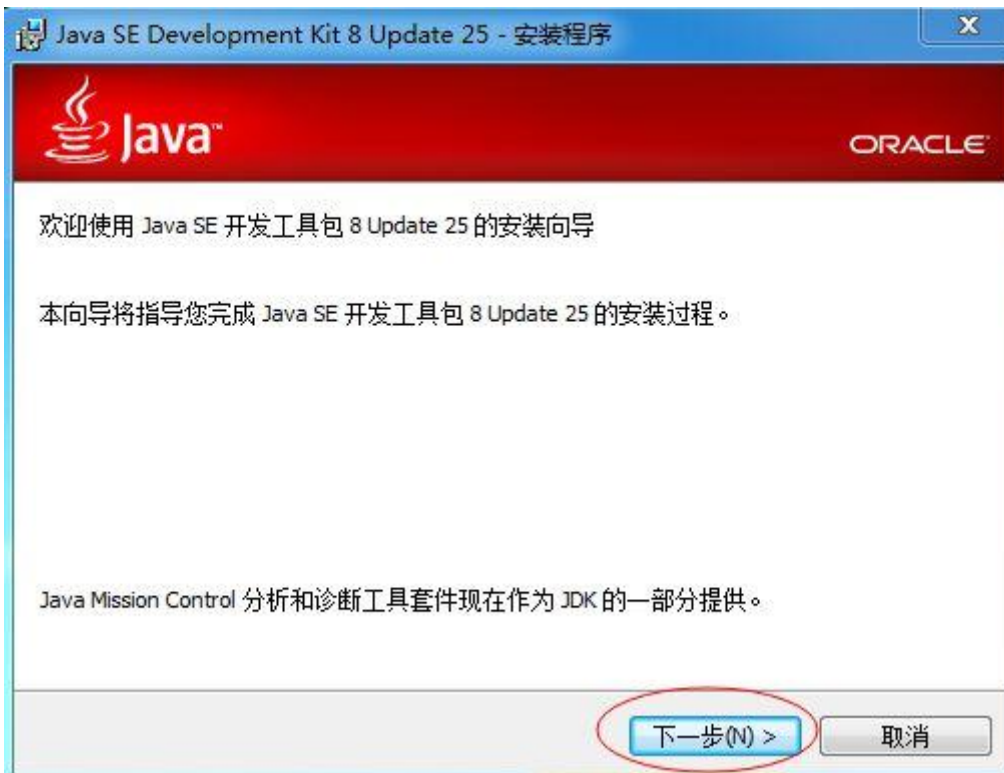 Java SE Development Kit 8 Update 25 - 安装程序
X
Java™
ORACLE
欢迎使用 Java SE 开发工具包 8 Update 25 的安装向导
本向导将指导您完成 Java SE 开发工具包 8 Update 25 的安装过程。
Java Mission Control 分析和诊断工具套件现在作为 JDK 的一部分提供。
下一步(N) > 取消